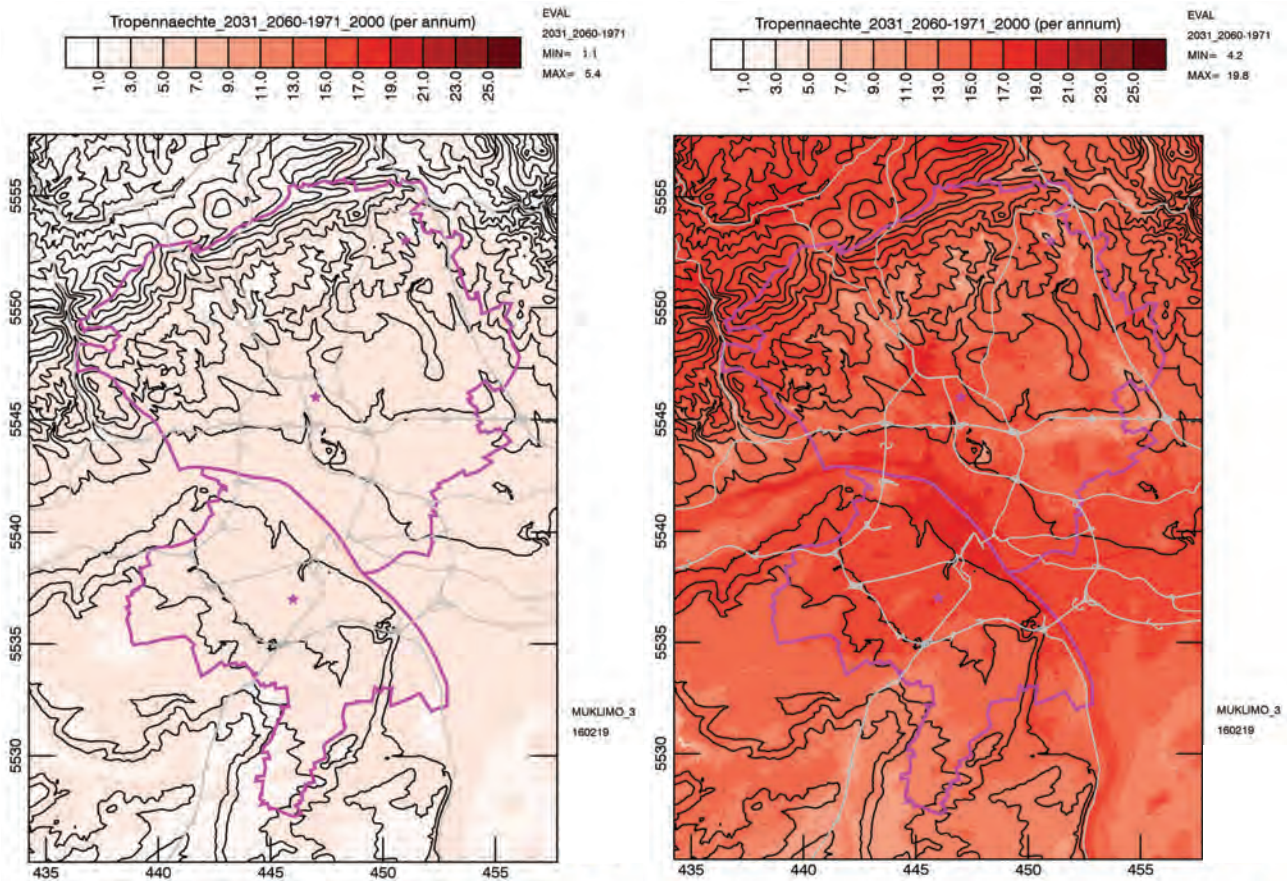 Tropennaechte_2031_2060-1971_2000 (per annum)
1.0 3.0 5.0 7.0 9.0 11.0 13.0 15.0 17.0 19.0 21.0 23.0 25.0
EVAL
2031_2060-1971
MIN= 1.1
MAX= 5.4
5555
5550
5545
5540
5535
5530
435 440 445 450 455
MUKLIMO_3
160219
Tropennaechte_2031_2060-1971_2000 (per annum)
1.0 3.0 5.0 7.0 9.0 11.0 13.0 15.0 17.0 19.0 21.0 23.0 25.0
EVAL
2031_2060-1971
MIN= 4.2
MAX= 19.8
5555
5550
5545
5540
5535
5530
435 440 445 450 455
MUKLIMO_3
160219